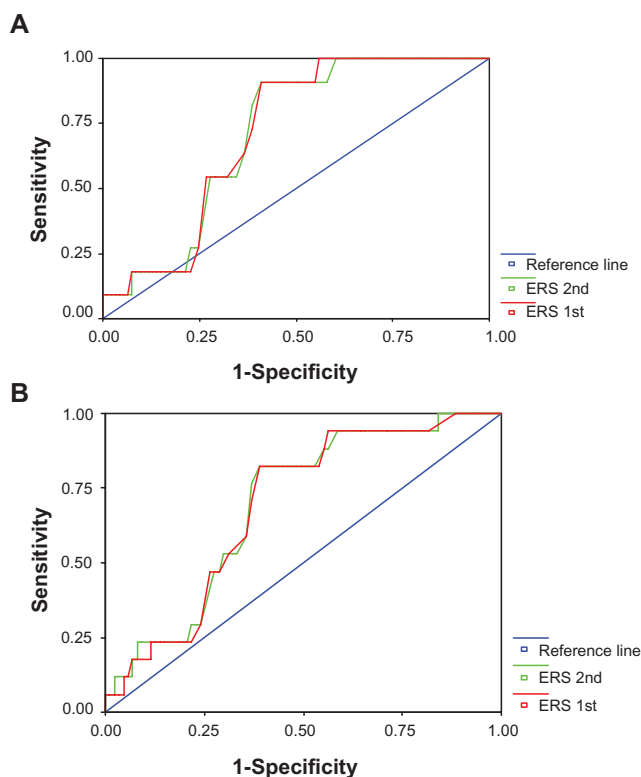 A
1.00
0.75
0.50
0.25
0.00
Sensitivity
0.00 0.25 0.50 0.75 1.00
1-Specificity
Reference line
ERS 2nd
ERS 1st
B
1.00
0.75
0.50
0.25
0.00
Sensitivity
0.00 0.25 0.50 0.75 1.00
1-Specificity
Reference line
ERS 2nd
ERS 1st